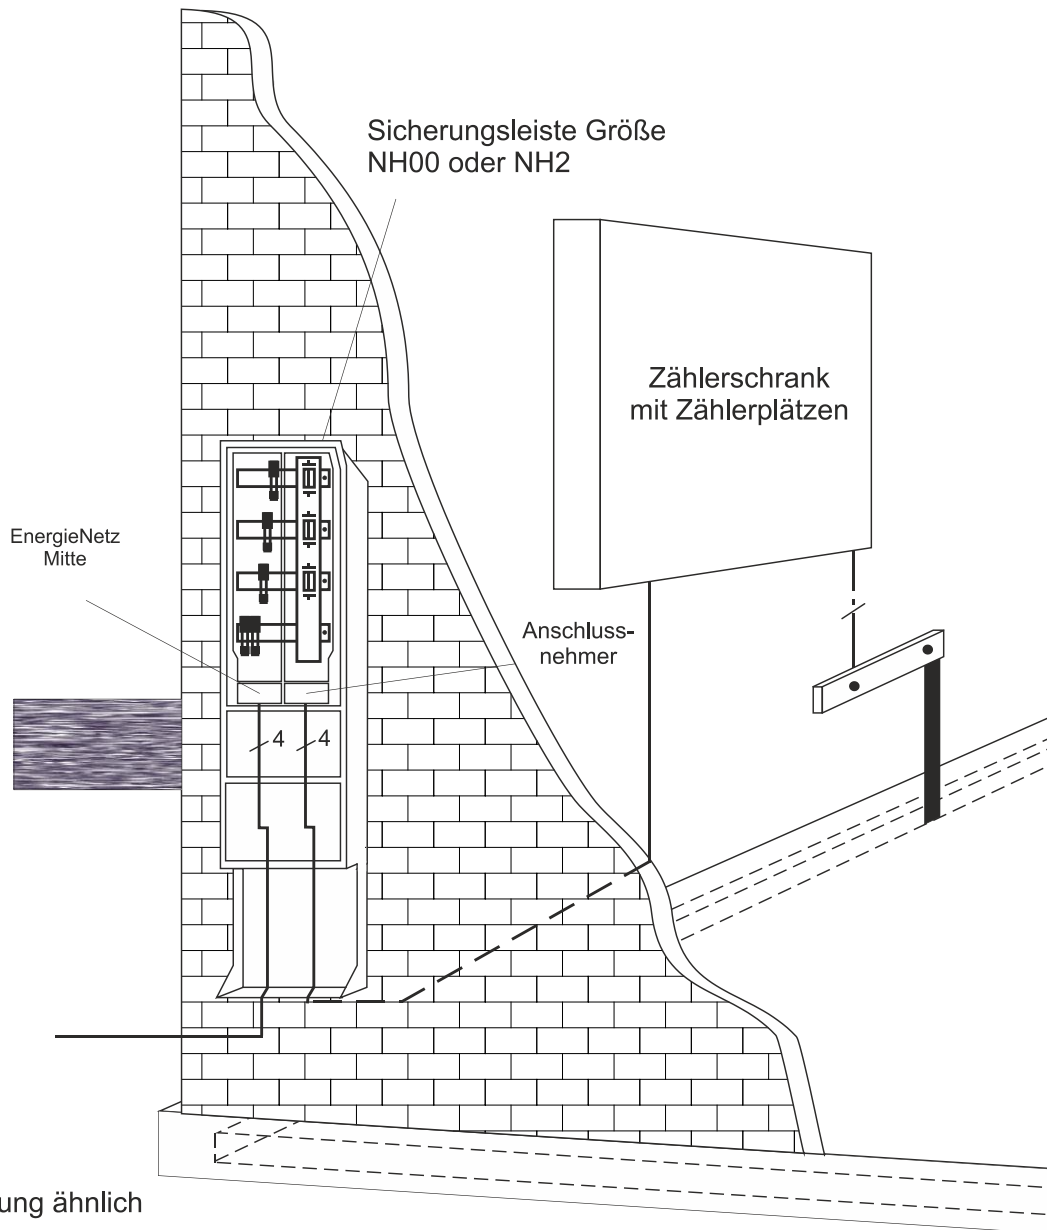 Sicherungsleiste Größe
NH00 oder NH2
Zählerschrank
mit Zählerplätzen
EnergieNetz
Mitte
Anschluss-
nehmer
4 4
ung ähnlich